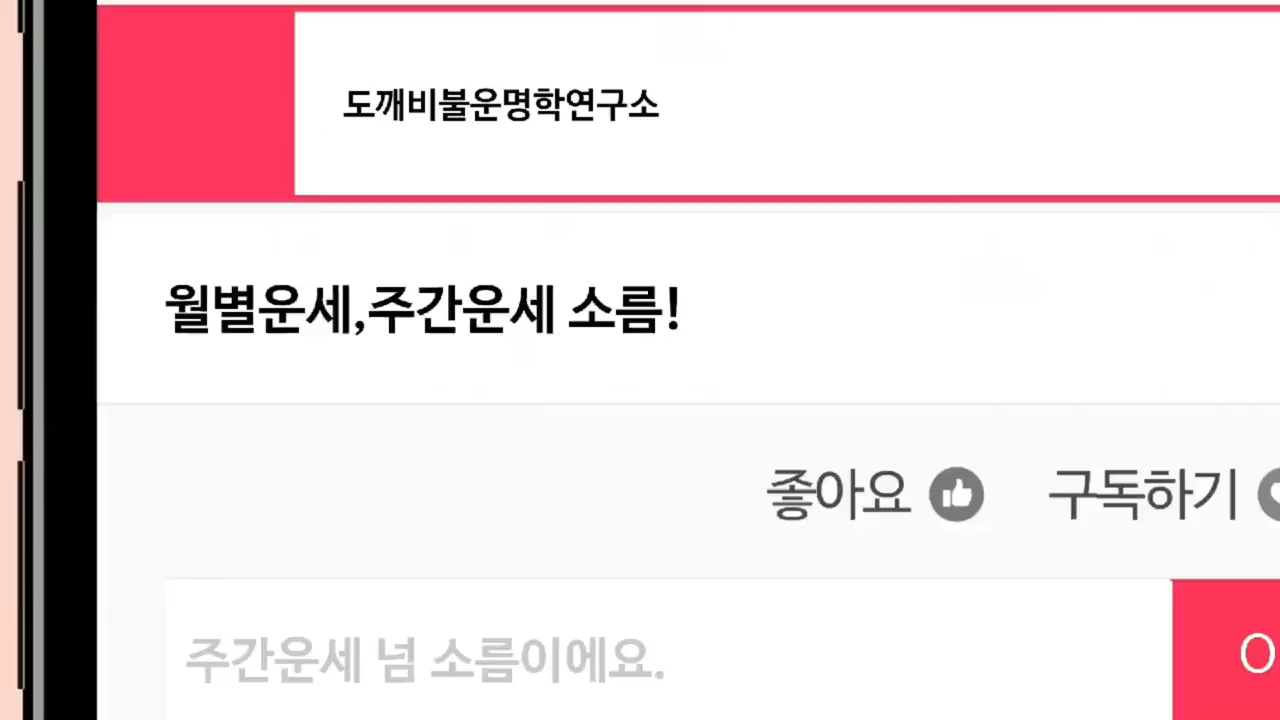 도깨비불운명학연구소
월별운세,주간운세 소름!
좋아요 구독하기
주간운세 넘 소름이에요.